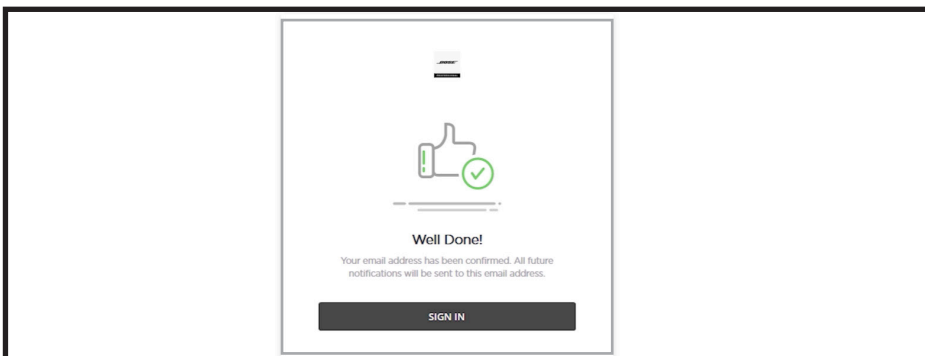 BOSE
Well Done!
Your email address has been confirmed. All future
notifications will be sent to this email address.
SIGN IN